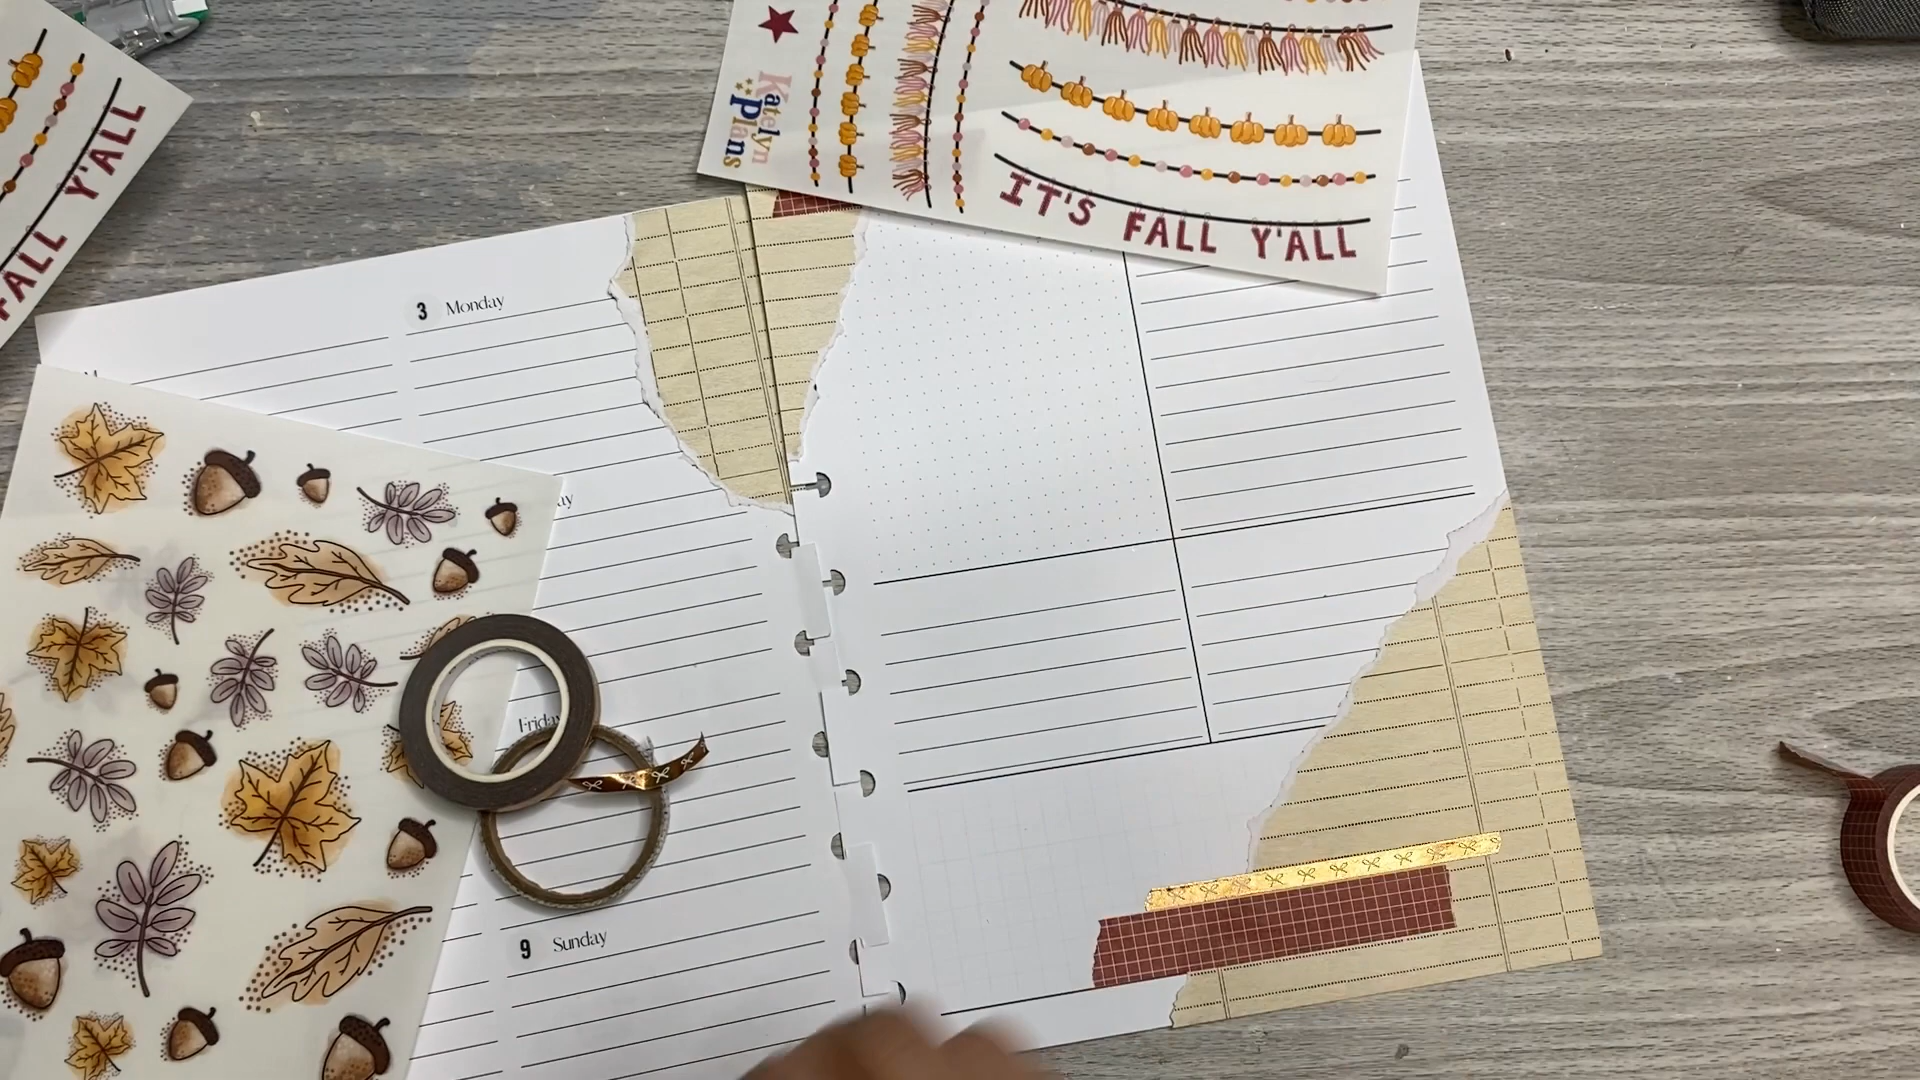 Katelyn
Plans
IT'S FALL Y'ALL
FALL Y'ALL
3 Monday
Friday
9 Sunday